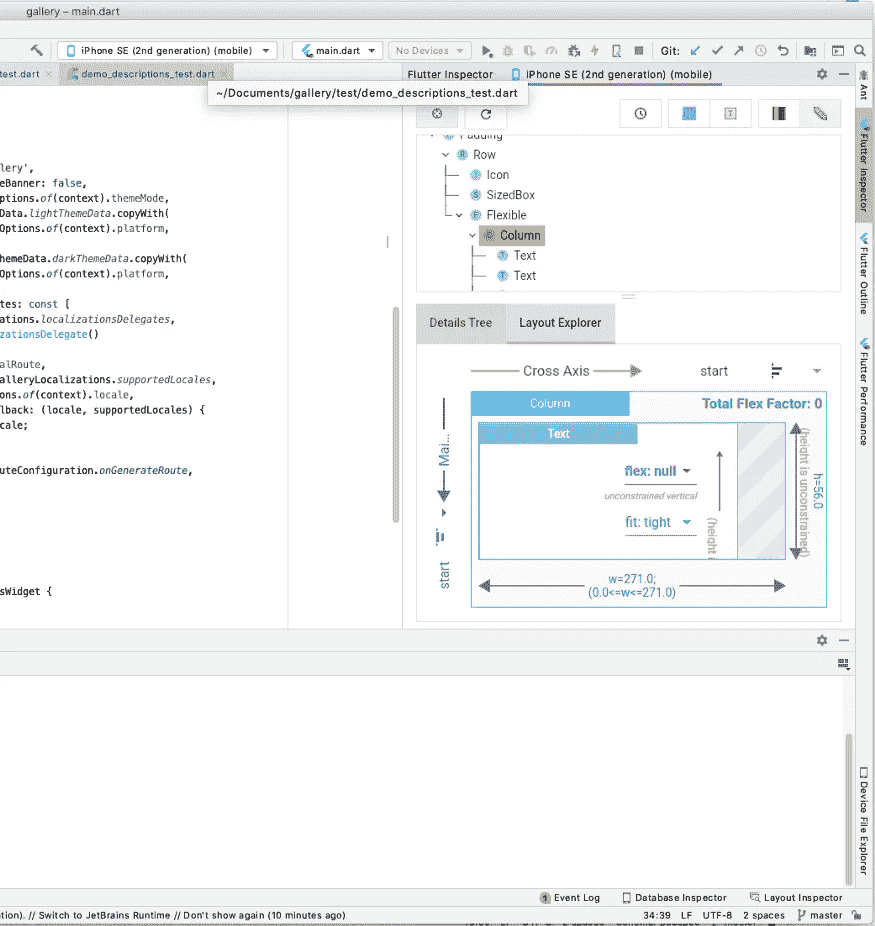 gallery – main.dart
iPhone SE (2nd generation) (mobile)
main.dart
No Devices
Git:
test.dart
demo_descriptions_test.dart
Flutter Inspector
iPhone SE (2nd generation) (mobile)
~/Documents/gallery/test/demo_descriptions_test.dart
Padding
Row
Icon
SizedBox
Flexible
Column
Text
Text
lery',
eBanner: false,
ptions.of(context).themeMode,
Data.lightThemeData.copyWith(
Options.of(context).platform,
hemeData.darkThemeData.copyWith(
Options.of(context).platform,
tes: const [
ations.localizationsDelegates,
zationsDelegate()
alRoute,
alleryLocalizations.supportedLocales,
ons.of(context).locale,
lback: (locale, supportedLocales) {
cale;
uteConfiguration.onGenerateRoute,
sWidget {
Details Tree
Layout Explorer
Cross Axis
start
Column
Total Flex Factor: 0
Text
Mai...
flex: null
unconstrained vertical
fit: tight
(height i
h=56.0
(height is unconstrained)
start
w=271.0;
(0.0<=w<=271.0)
Ant
Flutter Inspector
Flutter Outline
Flutter Performance
Device File Explorer
1 Event Log
Database Inspector
Layout Inspector
ation). // Switch to JetBrains Runtime // Don't show again (10 minutes ago)
34:39 LF UTF-8 2 spaces master